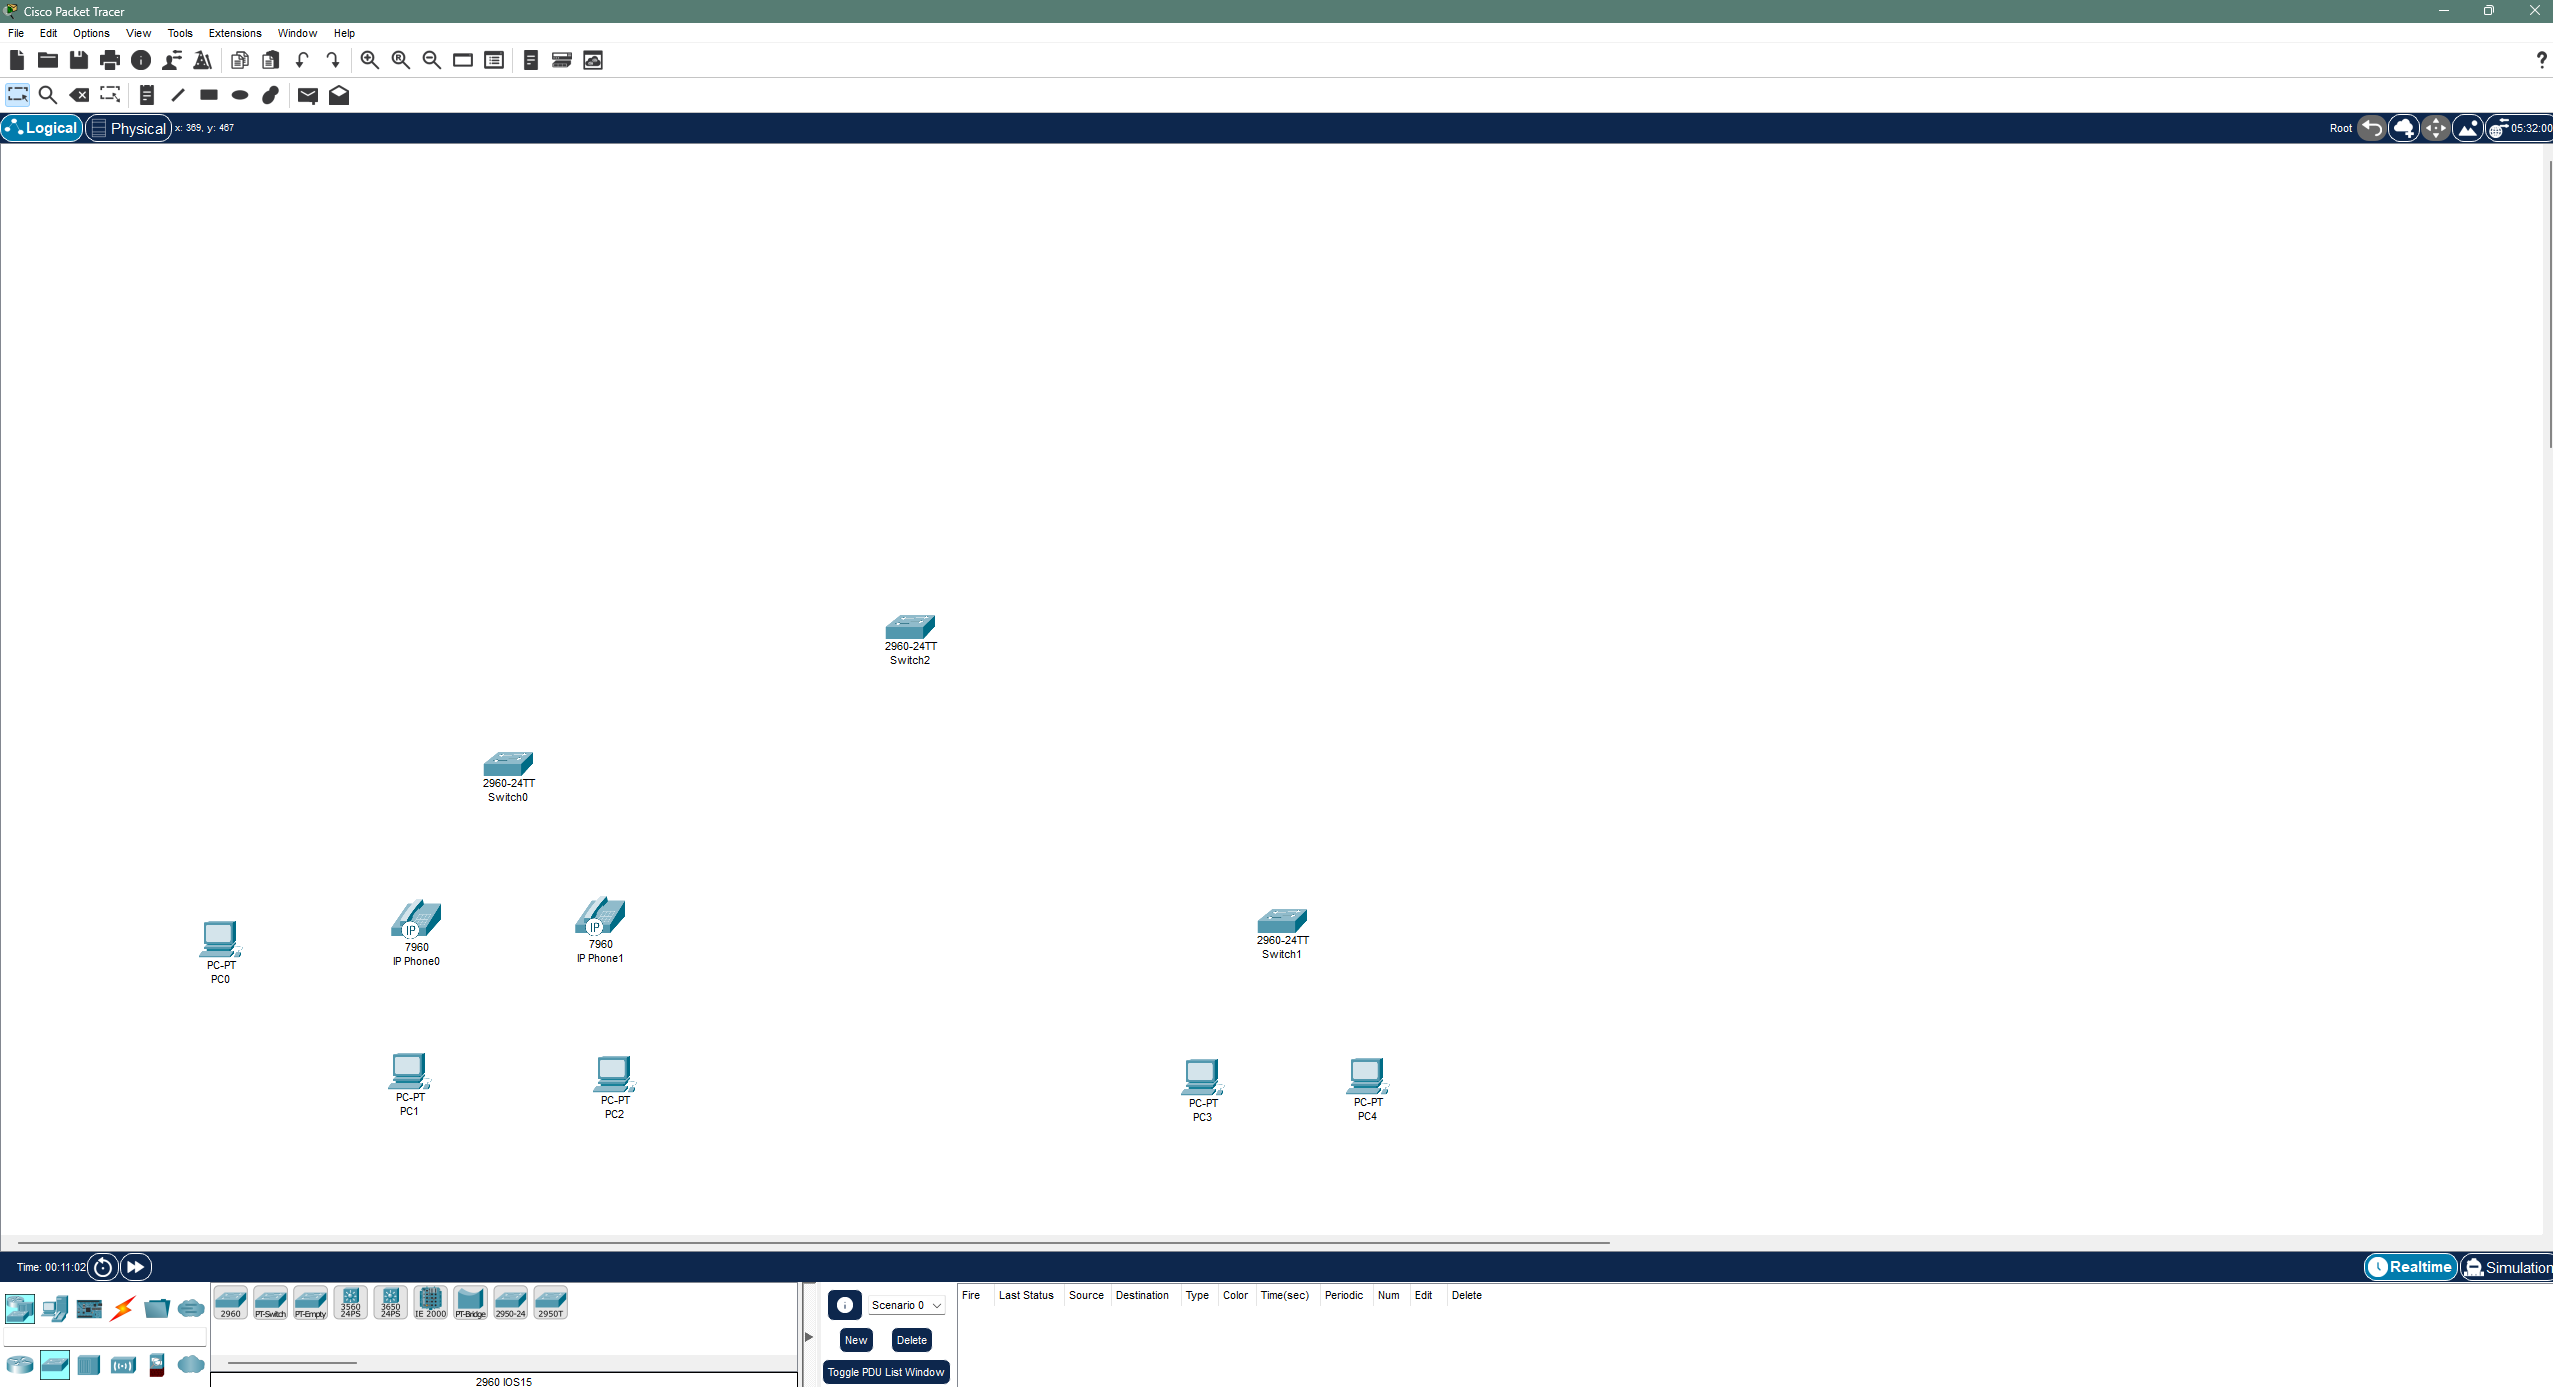 Cisco Packet Tracer
File Edit Options View Tools Extensions Window Help
?
Logical Physical x: 369, y: 467 Root 05:32:00
2960-24TT
Switch2
2960-24TT
Switch0
IP
7960
IP Phone0
IP
7960
IP Phone1
PC-PT
PC0
2960-24TT
Switch1
PC-PT
PC1
PC-PT
PC2
PC-PT
PC3
PC-PT
PC4
Time: 00:11:02 Realtime Simulation
2960 PT-Switch PT-Empty 3560 24PS 3650 24PS IE 2000 PT-Bridge 2950-24 2950T
2960 IOS15
Scenario 0
New Delete
Toggle PDU List Window
Fire Last Status Source Destination Type Color Time(sec) Periodic Num Edit Delete